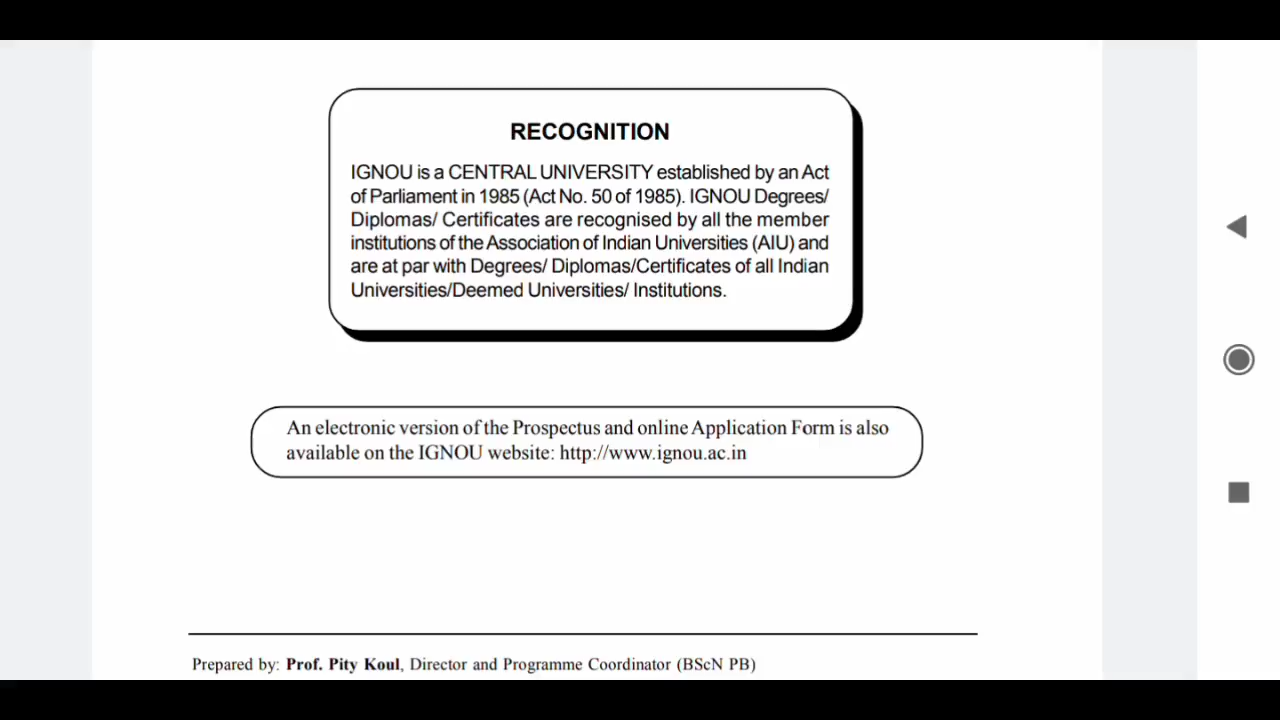 RECOGNITION
IGNOU is a CENTRAL UNIVERSITY established by an Act
of Parliament in 1985 (Act No. 50 of 1985). IGNOU Degrees/
Diplomas/ Certificates are recognised by all the member
institutions of the Association of Indian Universities (AIU) and
are at par with Degrees/ Diplomas/Certificates of all Indian
Universities/Deemed Universities/ Institutions.
An electronic version of the Prospectus and online Application Form is also
available on the IGNOU website: http://www.ignou.ac.in
Prepared by: Prof. Pity Koul, Director and Programme Coordinator (BScN PB)